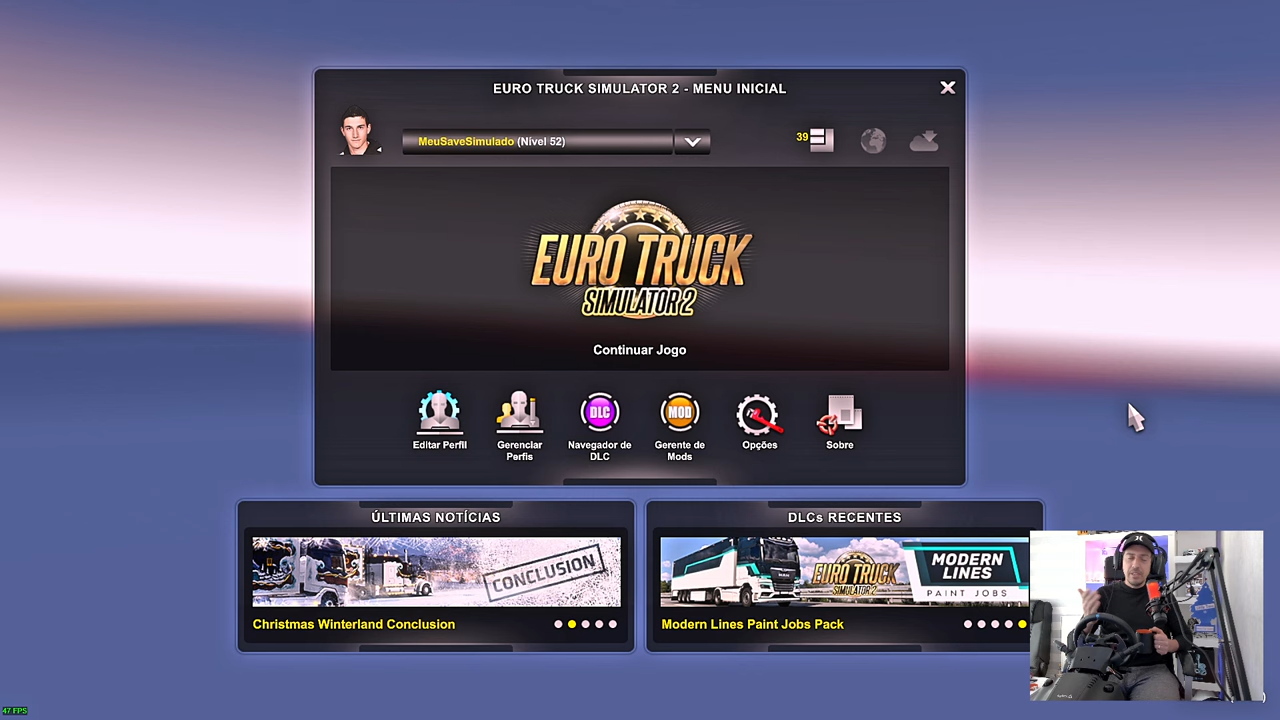 EURO TRUCK SIMULATOR 2 - MENU INICIAL
MeuSaveSimulado (Nível 52)
39
EURO TRUCK
SIMULATOR 2
Continuar Jogo
Editar Perfil
Gerenciar
Perfis
DLC
Navegador de
DLC
MOD
Gerente de
Mods
Opções
Sobre
ÚLTIMAS NOTÍCIAS
CONCLUSION
Christmas Winterland Conclusion
DLCs RECENTES
EURO TRUCK
SIMULATOR 2
MODERN
LINES
PAINT JOBS
Modern Lines Paint Jobs Pack
47 FPS